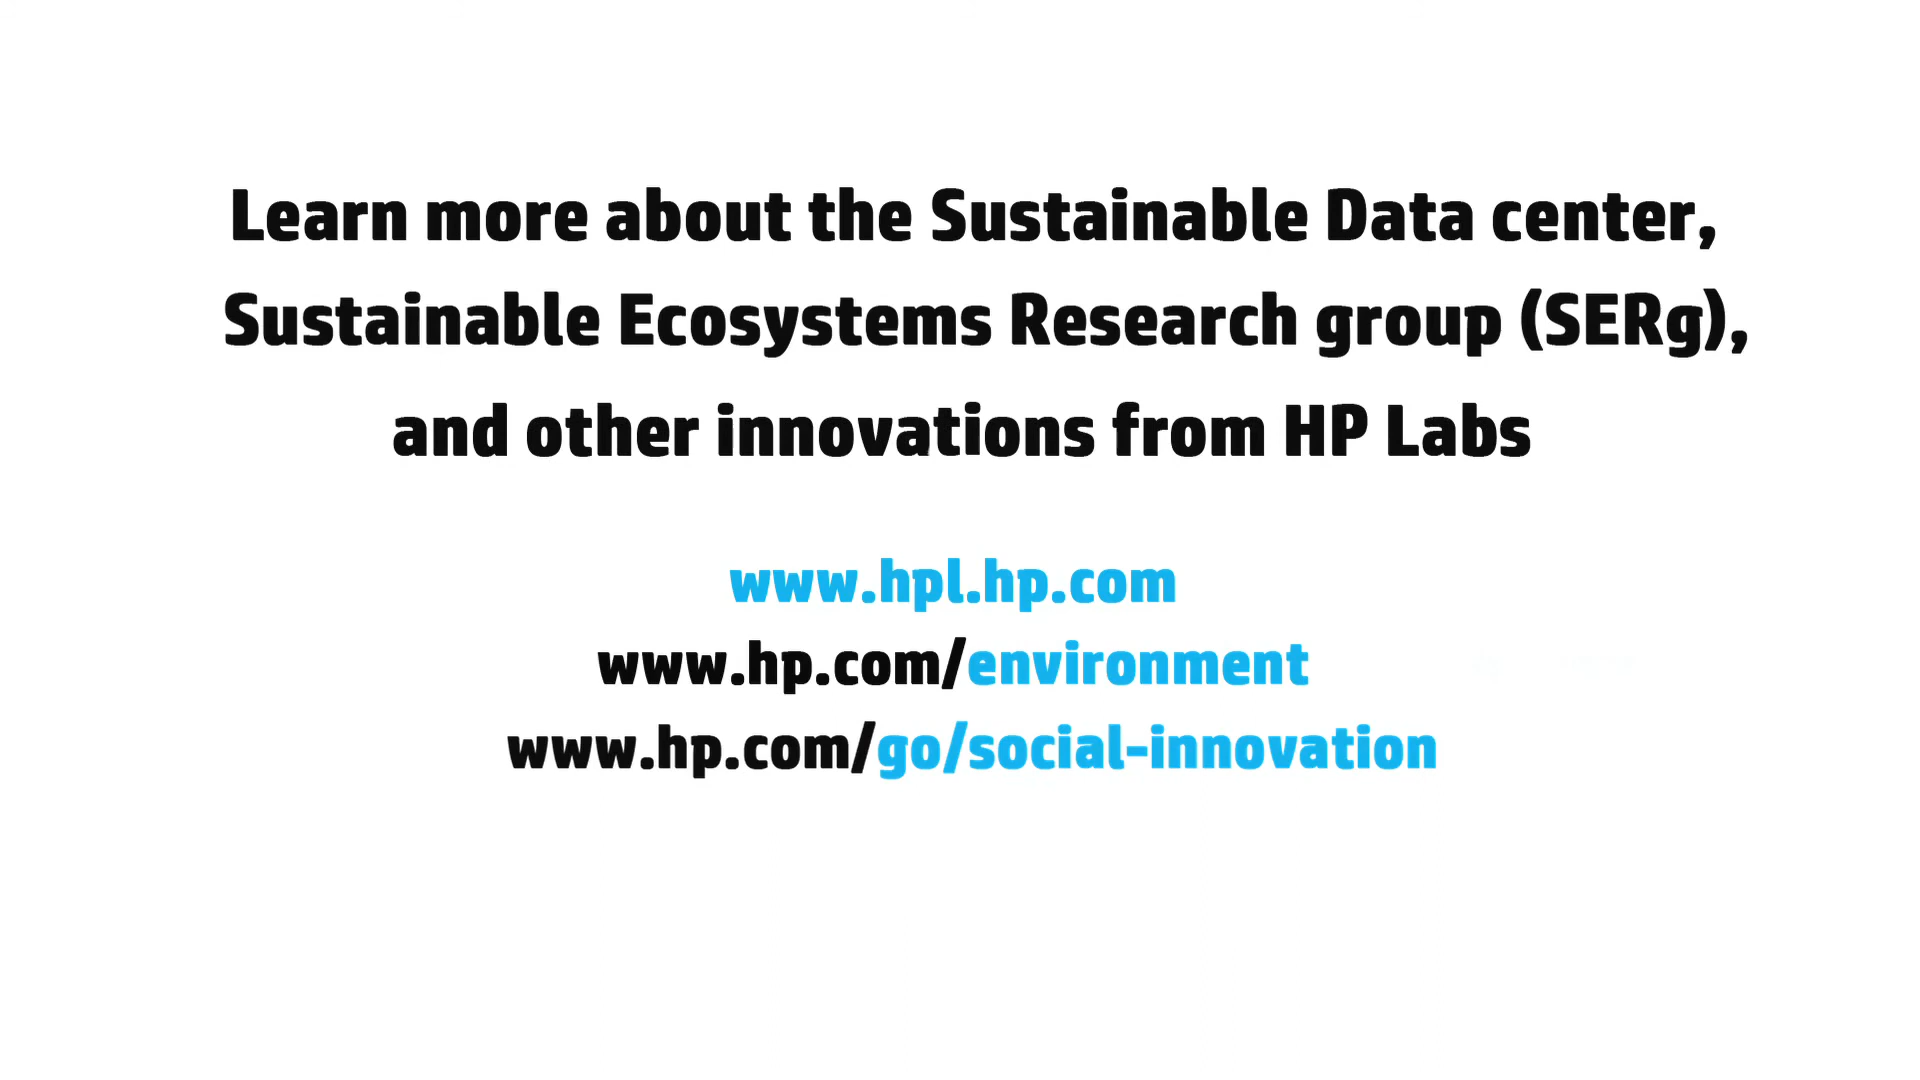 Learn more about the Sustainable Data center,
Sustainable Ecosystems Research group (SERg),
and other innovations from HP Labs
www.hpl.hp.com
www.hp.com/environment
www.hp.com/go/social-innovation